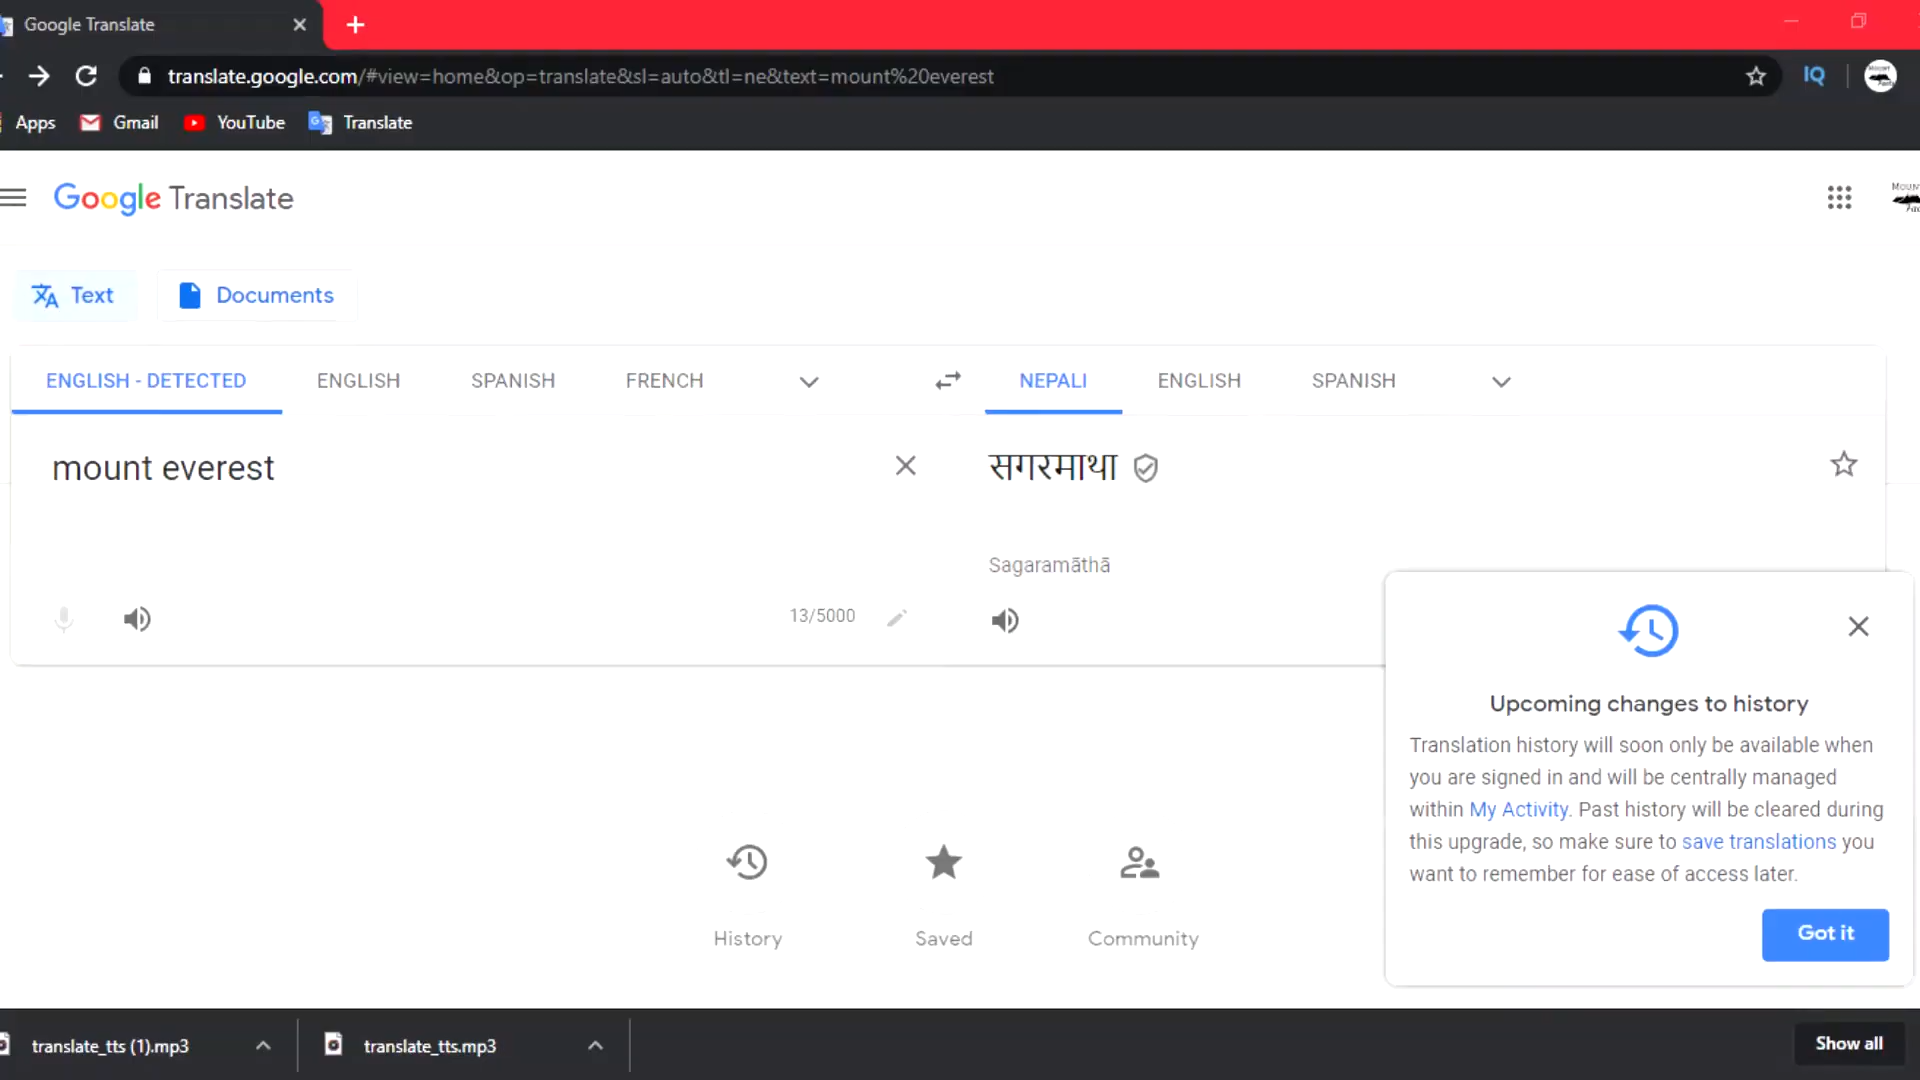 Google Translate
translate.google.com/#view=home&op=translate&sl=auto&tl=ne&text=mount%20everest
IQ
Apps
Gmail
YouTube
Translate
Google Translate
Text
Documents
ENGLISH - DETECTED
ENGLISH
SPANISH
FRENCH
NEPALI
ENGLISH
SPANISH
mount everest
सगरमाथा
Sagaramāthā
13/5000
Upcoming changes to history
Translation history will soon only be available when
you are signed in and will be centrally managed
within My Activity. Past history will be cleared during
this upgrade, so make sure to save translations you
want to remember for ease of access later.
Got it
History
Saved
Community
translate_tts (1).mp3
translate_tts.mp3
Show all